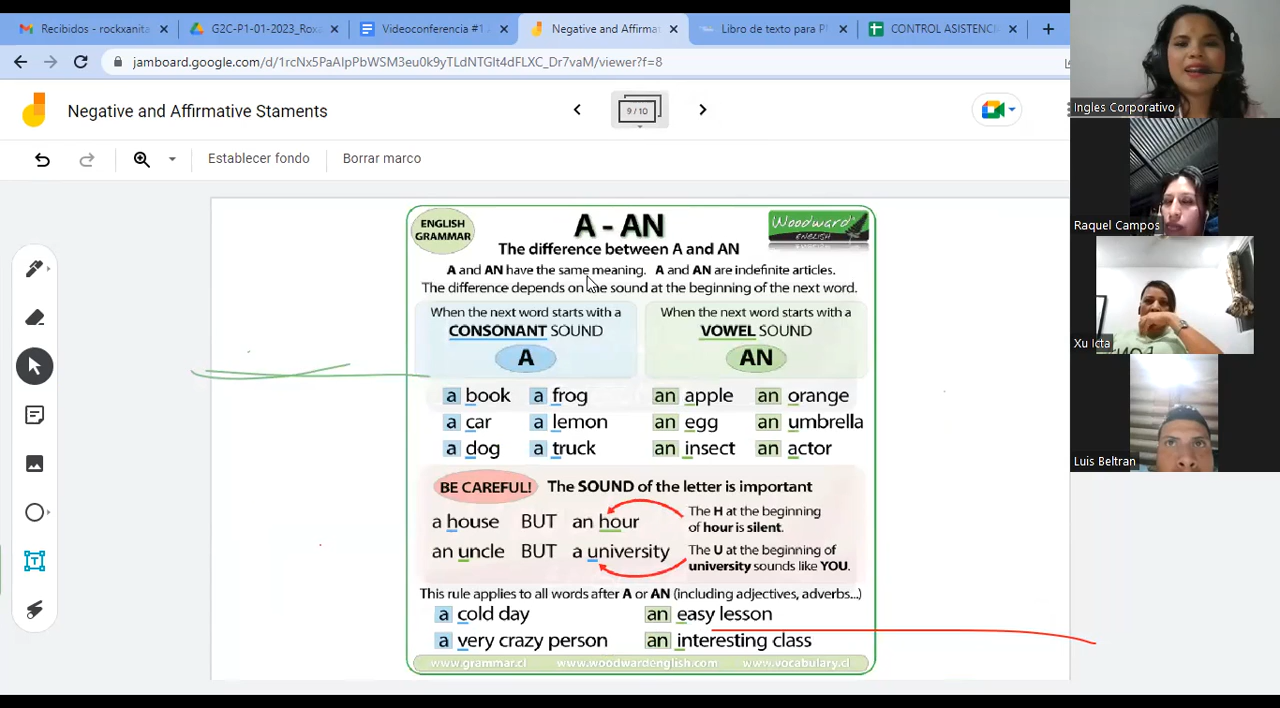 Recibidos - rockxanita
G2C-P1-01-2023_Rox
Videoconferencia #1
Negative and Affirmat
Libro de texto para P
CONTROL ASISTENCI
jamboard.google.com/d/1rcNx5PaAIpPbWSM3eu0k9yTLdNTGlt4dFLXC_Dr7vaM/viewer?f=8
Negative and Affirmative Staments
9 / 10
Establecer fondo
Borrar marco
Ingles Corporativo
Raquel Campos
Xu Icta
Luis Beltran
ENGLISH
GRAMMAR
A - AN
Woodward
ENGLISH
The difference between A and AN
A and AN have the same meaning. A and AN are indefinite articles.
The difference depends on the sound at the beginning of the next word.
When the next word starts with a
CONSONANT SOUND
A
When the next word starts with a
VOWEL SOUND
AN
a book a frog an apple an orange
a car a lemon an egg an umbrella
a dog a truck an insect an actor
BE CAREFUL! The SOUND of the letter is important
a house BUT an hour
The H at the beginning
of hour is silent.
an uncle BUT a university
The U at the beginning of
university sounds like YOU.
This rule applies to all words after A or AN (including adjectives, adverbs...)
a cold day an easy lesson
a very crazy person an interesting class
www.grammar.cl www.woodwardenglish.com www.vocabulary.cl